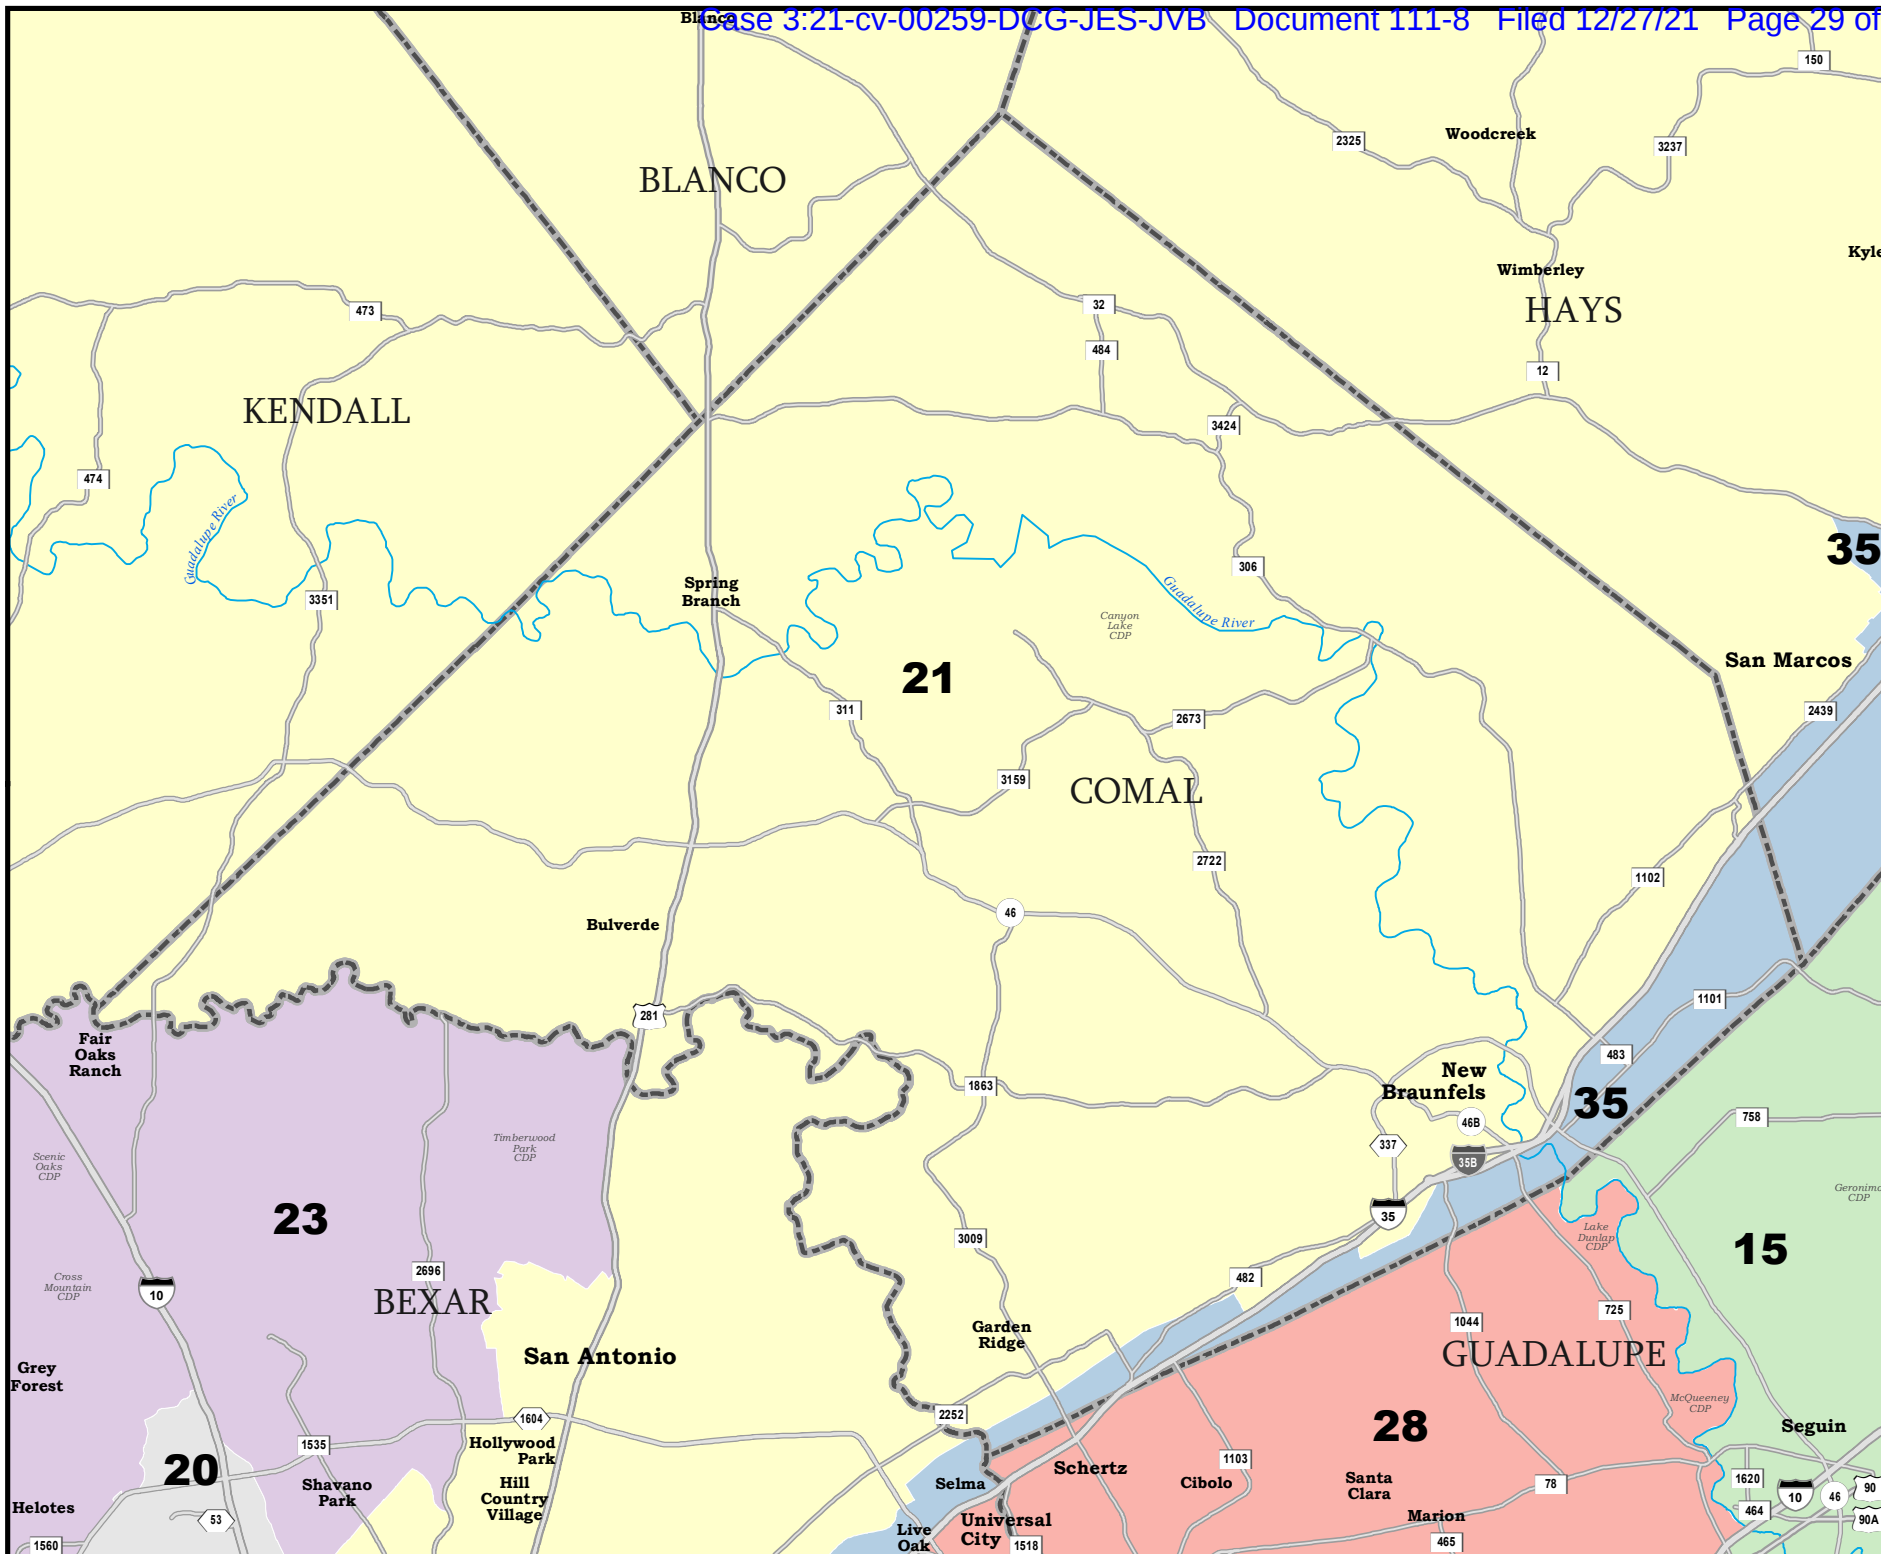 Case 3:21-cv-00259-DCG-JES-JVB Document 111-8 Filed 12/27/21 Page 29 of
Blanco
150
2325
Woodcreek
3237
BLANCO
Kyle
Wimberley
32
HAYS
473
484
12
KENDALL
3424
474
Guadalupe River
35
306
Spring
Branch
3351
Guadalupe River
Canyon
Lake
CDP
San Marcos
21
311
2673
2439
3159
COMAL
2722
1102
46
Bulverde
1101
281
Fair
Oaks
Ranch
483
New
Braunfels
1863
35
46B
758
337
Timberwood
Park
CDP
Scenic
Oaks
CDP
35B
Geronimo
CDP
23
35
3009
Lake
Dunlap
CDP
15
2696
482
Cross
Mountain
CDP
10
BEXAR
725
1044
Garden
Ridge
GUADALUPE
San Antonio
Grey
Forest
McQueeney
CDP
2252
1604
28
Seguin
1535
Hollywood
Park
20
1103
Schertz
Shavano
Park
Hill
Country
Village
Selma
Cibolo
Santa
Clara
78
1620
10
46
90
Helotes
464
53
Universal
City
Marion
90A
Live
Oak
1560
1518
465